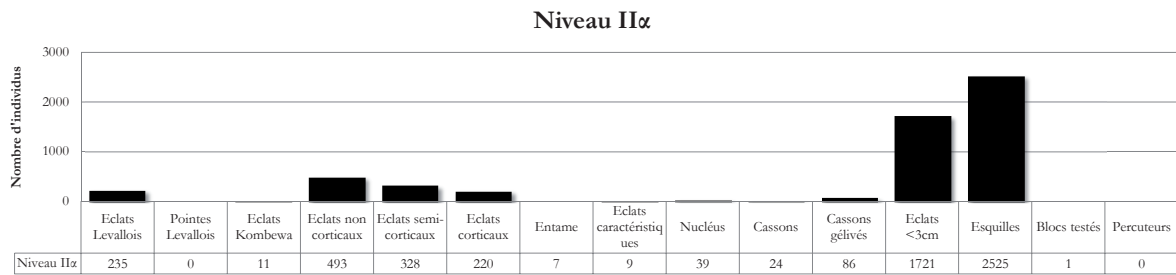 Niveau IIα
Nombre d'individus
3000
2000
1000
0
Eclats Levallois
Pointes Levallois
Eclats Kombewa
Eclats non corticaux
Eclats semi-corticaux
Eclats corticaux
Entame
Eclats caractéristiques
Nucléus
Cassons
Cassons gélivés
Eclats <3cm
Esquilles
Blocs testés
Percuteurs
Niveau IIα 235 0 11 493 328 220 7 9 39 24 86 1721 2525 1 0